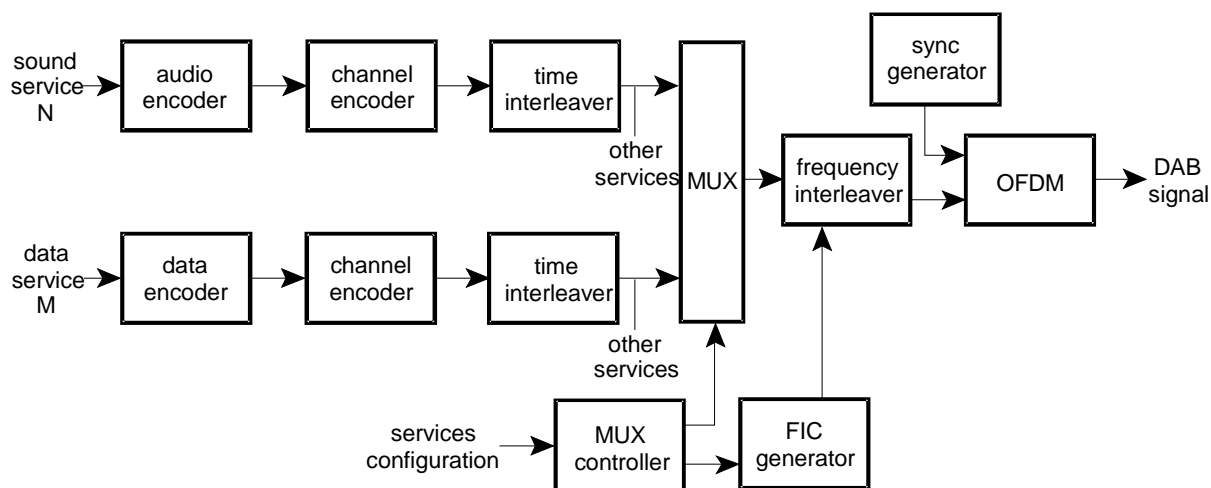 sound
service
N
audio
encoder
channel
encoder
time
interleaver
other
services
MUX
sync
generator
frequency
interleaver
OFDM
DAB
signal
data
service
M
data
encoder
channel
encoder
time
interleaver
other
services
services
configuration
MUX
controller
FIC
generator